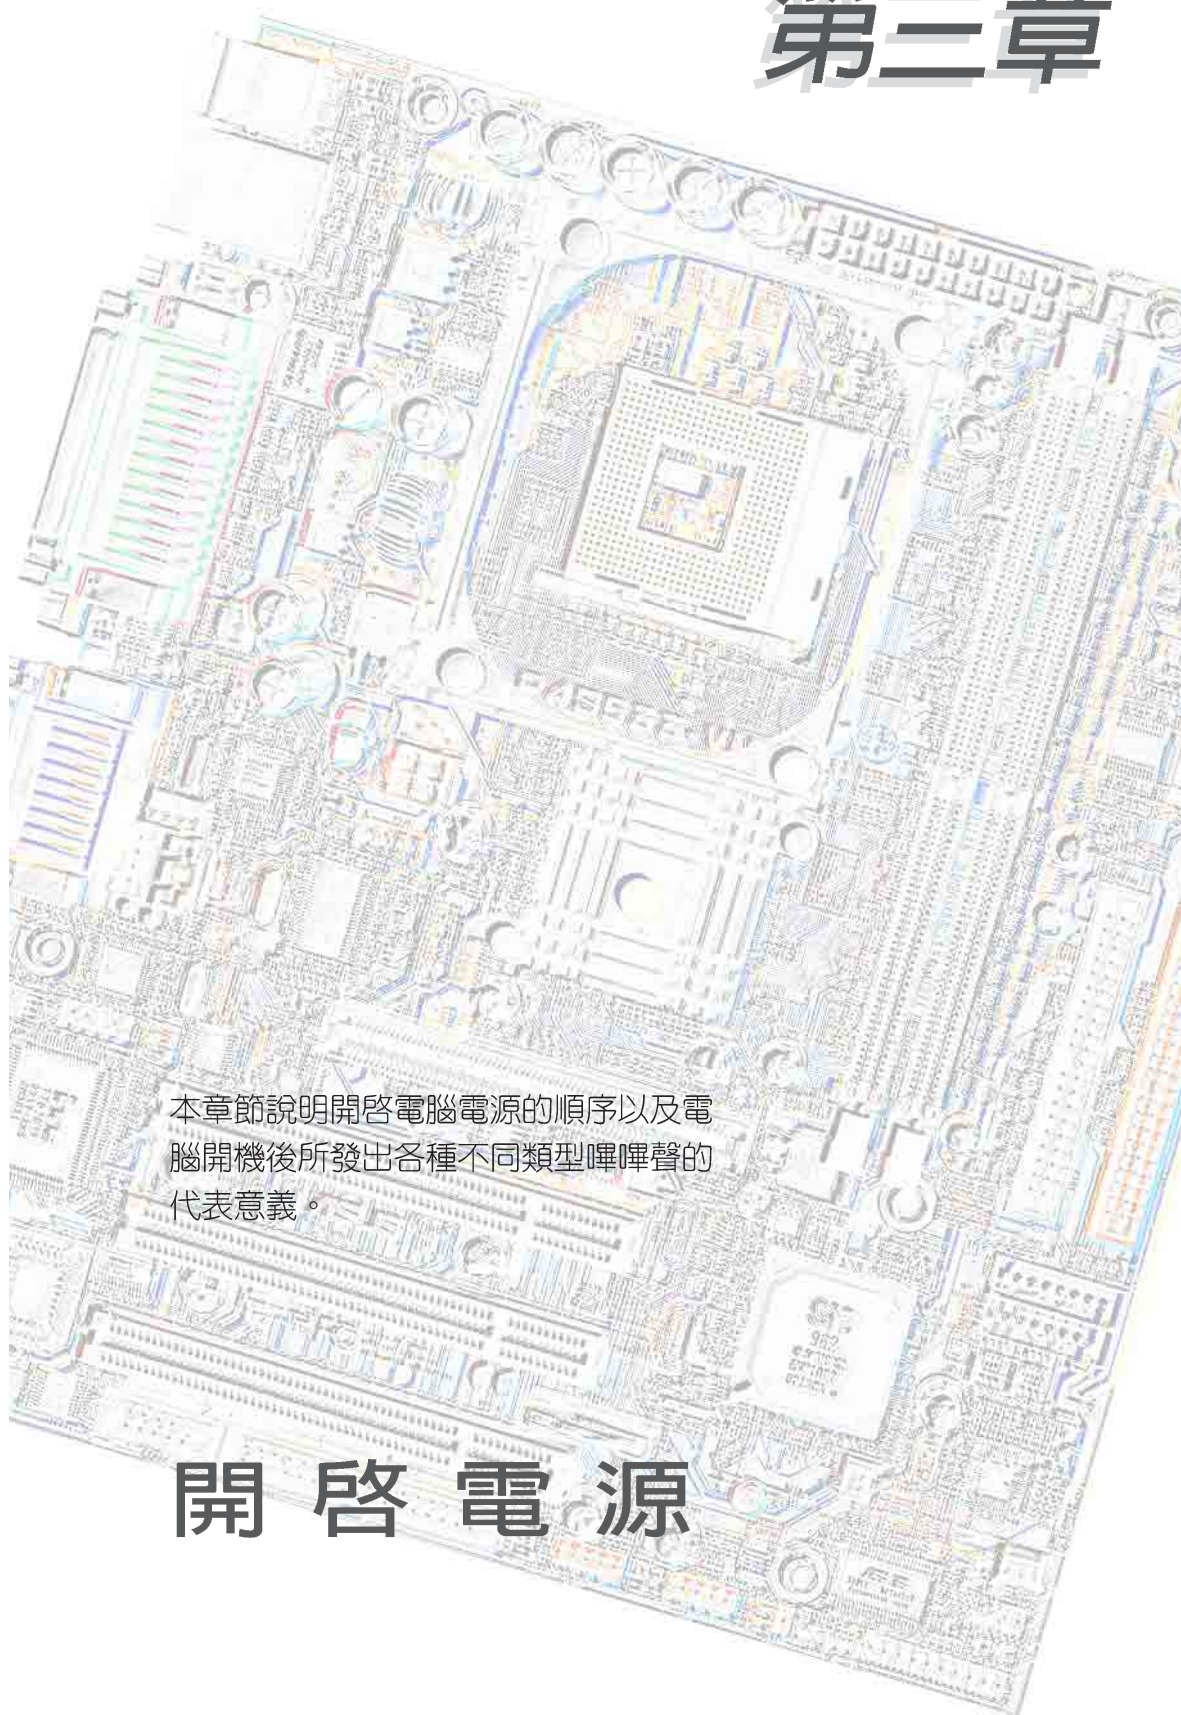 第三章
本章節說明開啓電腦電源的順序以及電
腦開機後所發出各種不同類型嗶嗶聲的
代表意義。
開啓電源